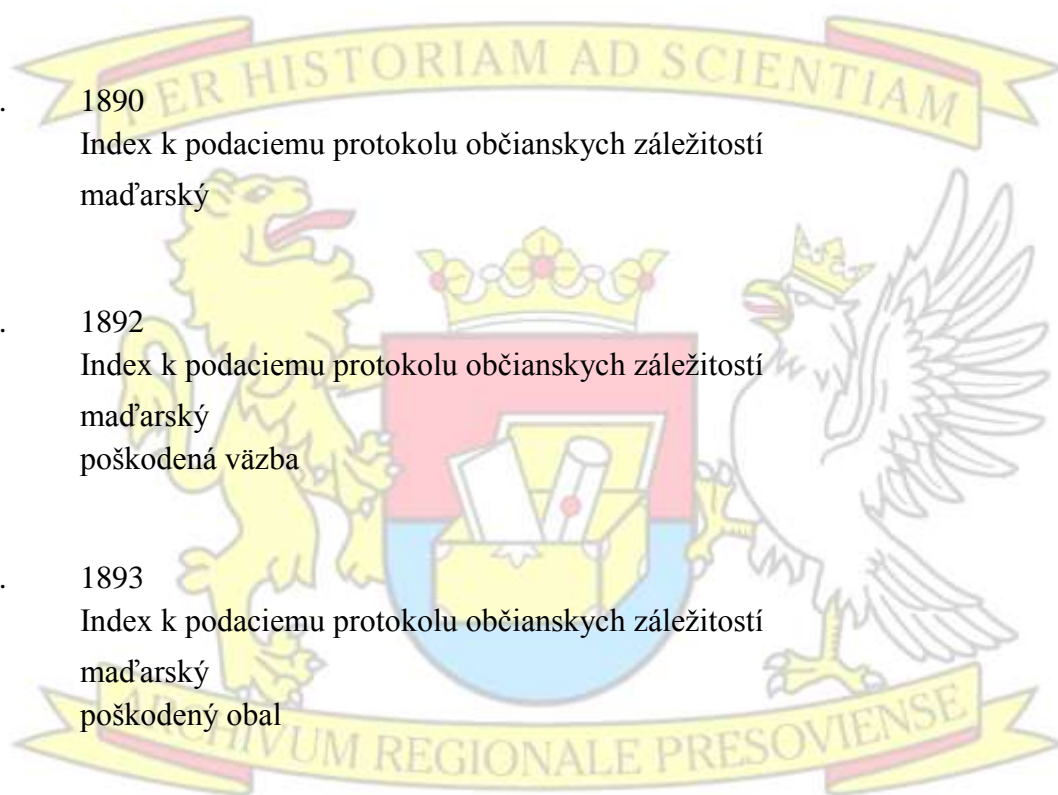 PER HISTORIAM AD SCIENTIAM
. 1890
Index k podaciemu protokolu občianskych záležitostí
maďarský
. 1892
Index k podaciemu protokolu občianskych záležitostí
maďarský
poškodená väzba
. 1893
Index k podaciemu protokolu občianskych záležitostí
maďarský
poškodený obal
ARCHIVUM REGIONALE PRESOVIENSE